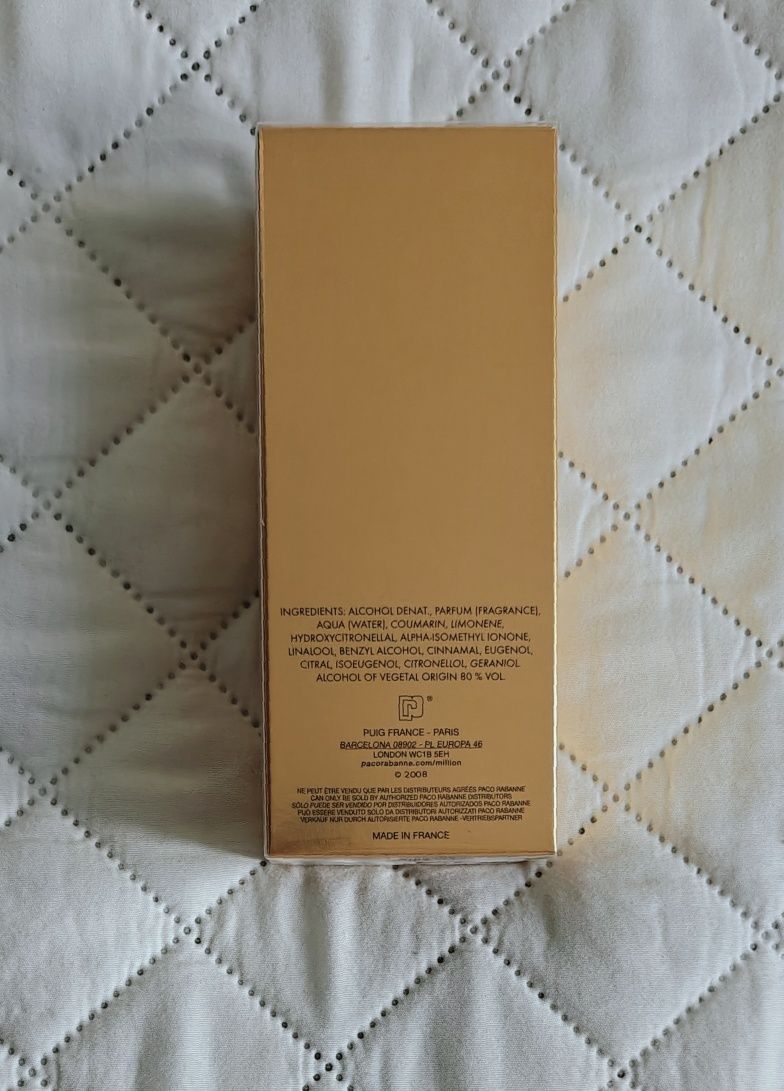 INGREDIENTS: ALCOHOL DENAT., PARFUM (FRAGRANCE),
AQUA (WATER), COUMARIN, LIMONENE,
HYDROXYCITRONELLAL, ALPHA-ISOMETHYL IONONE,
LINALOOL, BENZYL ALCOHOL, CINNAMAL, EUGENOL,
CITRAL, ISOEUGENOL, CITRONELLOL, GERANIOL.
ALCOHOL OF VEGETAL ORIGIN 80 % VOL.
®
PUIG FRANCE - PARIS
BARCELONA 08902 - PL EUROPA 46
LONDON WC1B 5EH
pacorabanne.com/million
© 2008
NE PEUT ÊTRE VENDU QUE PAR LES DISTRIBUTEURS AGRÉÉS PACO RABANNE
CAN ONLY BE SOLD BY AUTHORIZED PACO RABANNE DISTRIBUTORS
SOLO PUEDE SER VENDIDO POR DISTRIBUIDORES AUTORIZADOS PACO RABANNE
PUÒ ESSERE VENDUTO SOLO DA DISTRIBUTORI AUTORIZZATI PACO RABANNE
VERKAUF NUR DURCH AUTORISIERTE PACO RABANNE -VERTRIEBSPARTNER
MADE IN FRANCE